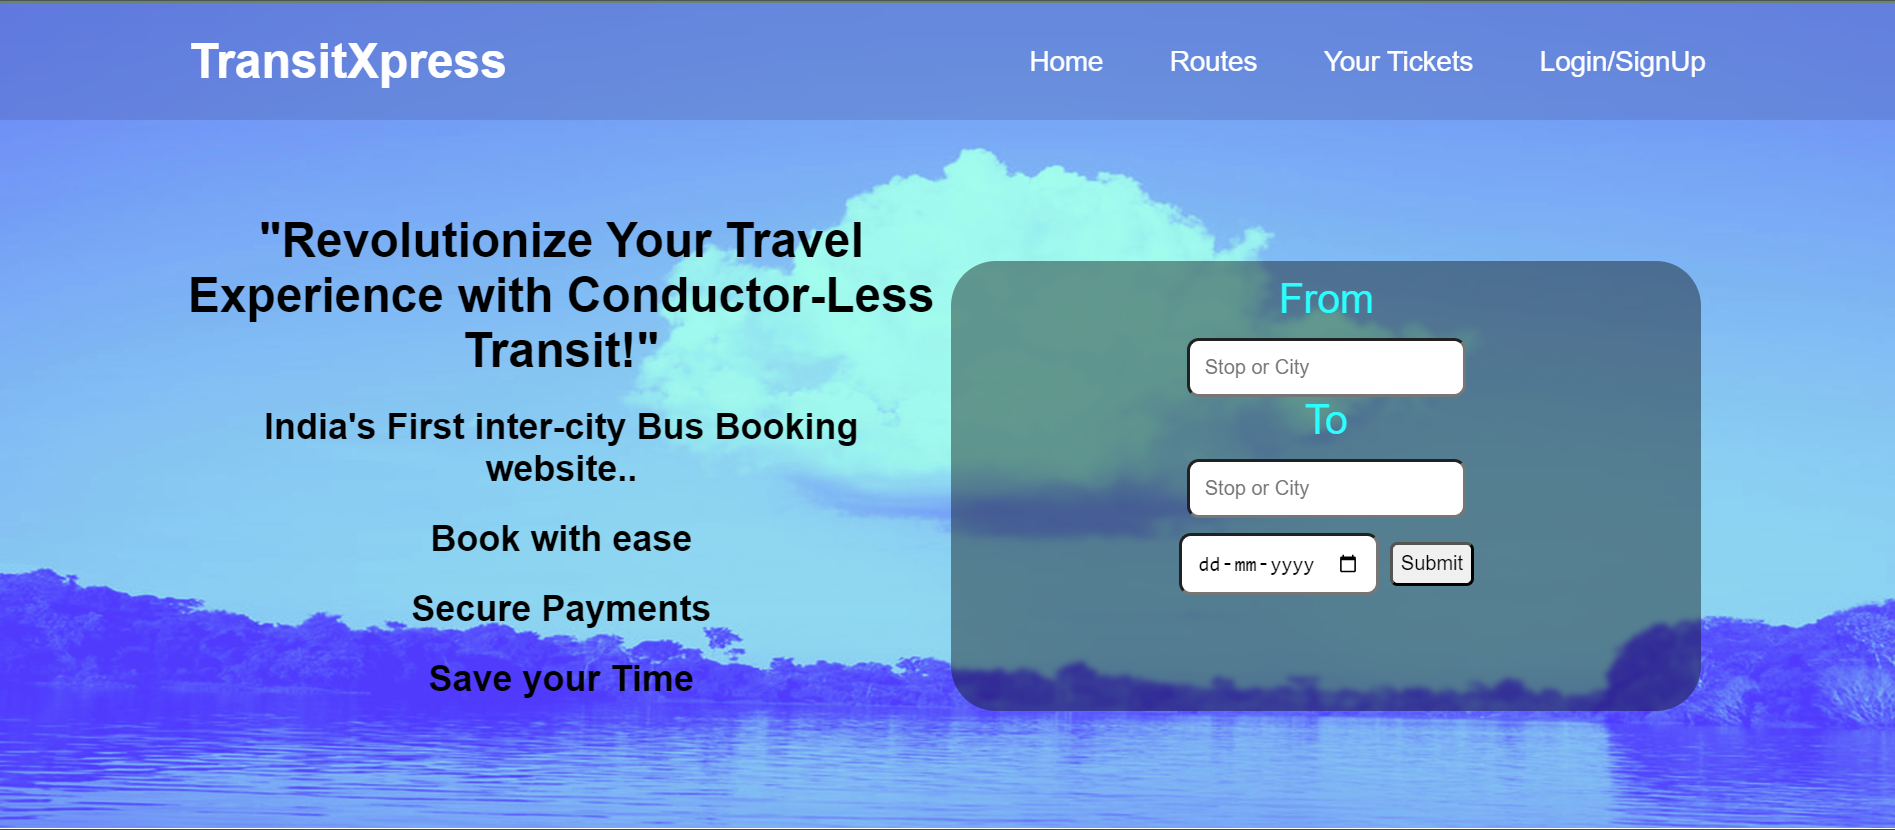 TransitXpress
Home
Routes
Your Tickets
Login/SignUp
"Revolutionize Your Travel
Experience with Conductor-Less
Transit!"
India's First inter-city Bus Booking
website..
Book with ease
Secure Payments
Save your Time
From
Stop or City
To
Stop or City
dd-mm-yyyy
Submit